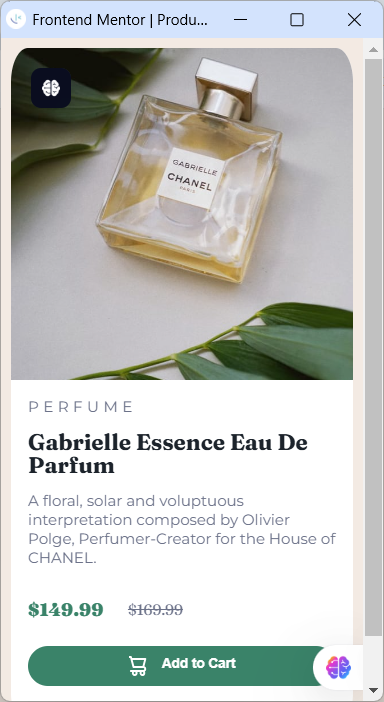 Frontend Mentor | Produ...
GABRIELLE
CHANEL
PARIS
PERFUME
Gabrielle Essence Eau De
Parfum
A floral, solar and voluptuous
interpretation composed by Olivier
Polge, Perfumer-Creator for the House of
CHANEL.
$149.99 $169.99
Add to Cart